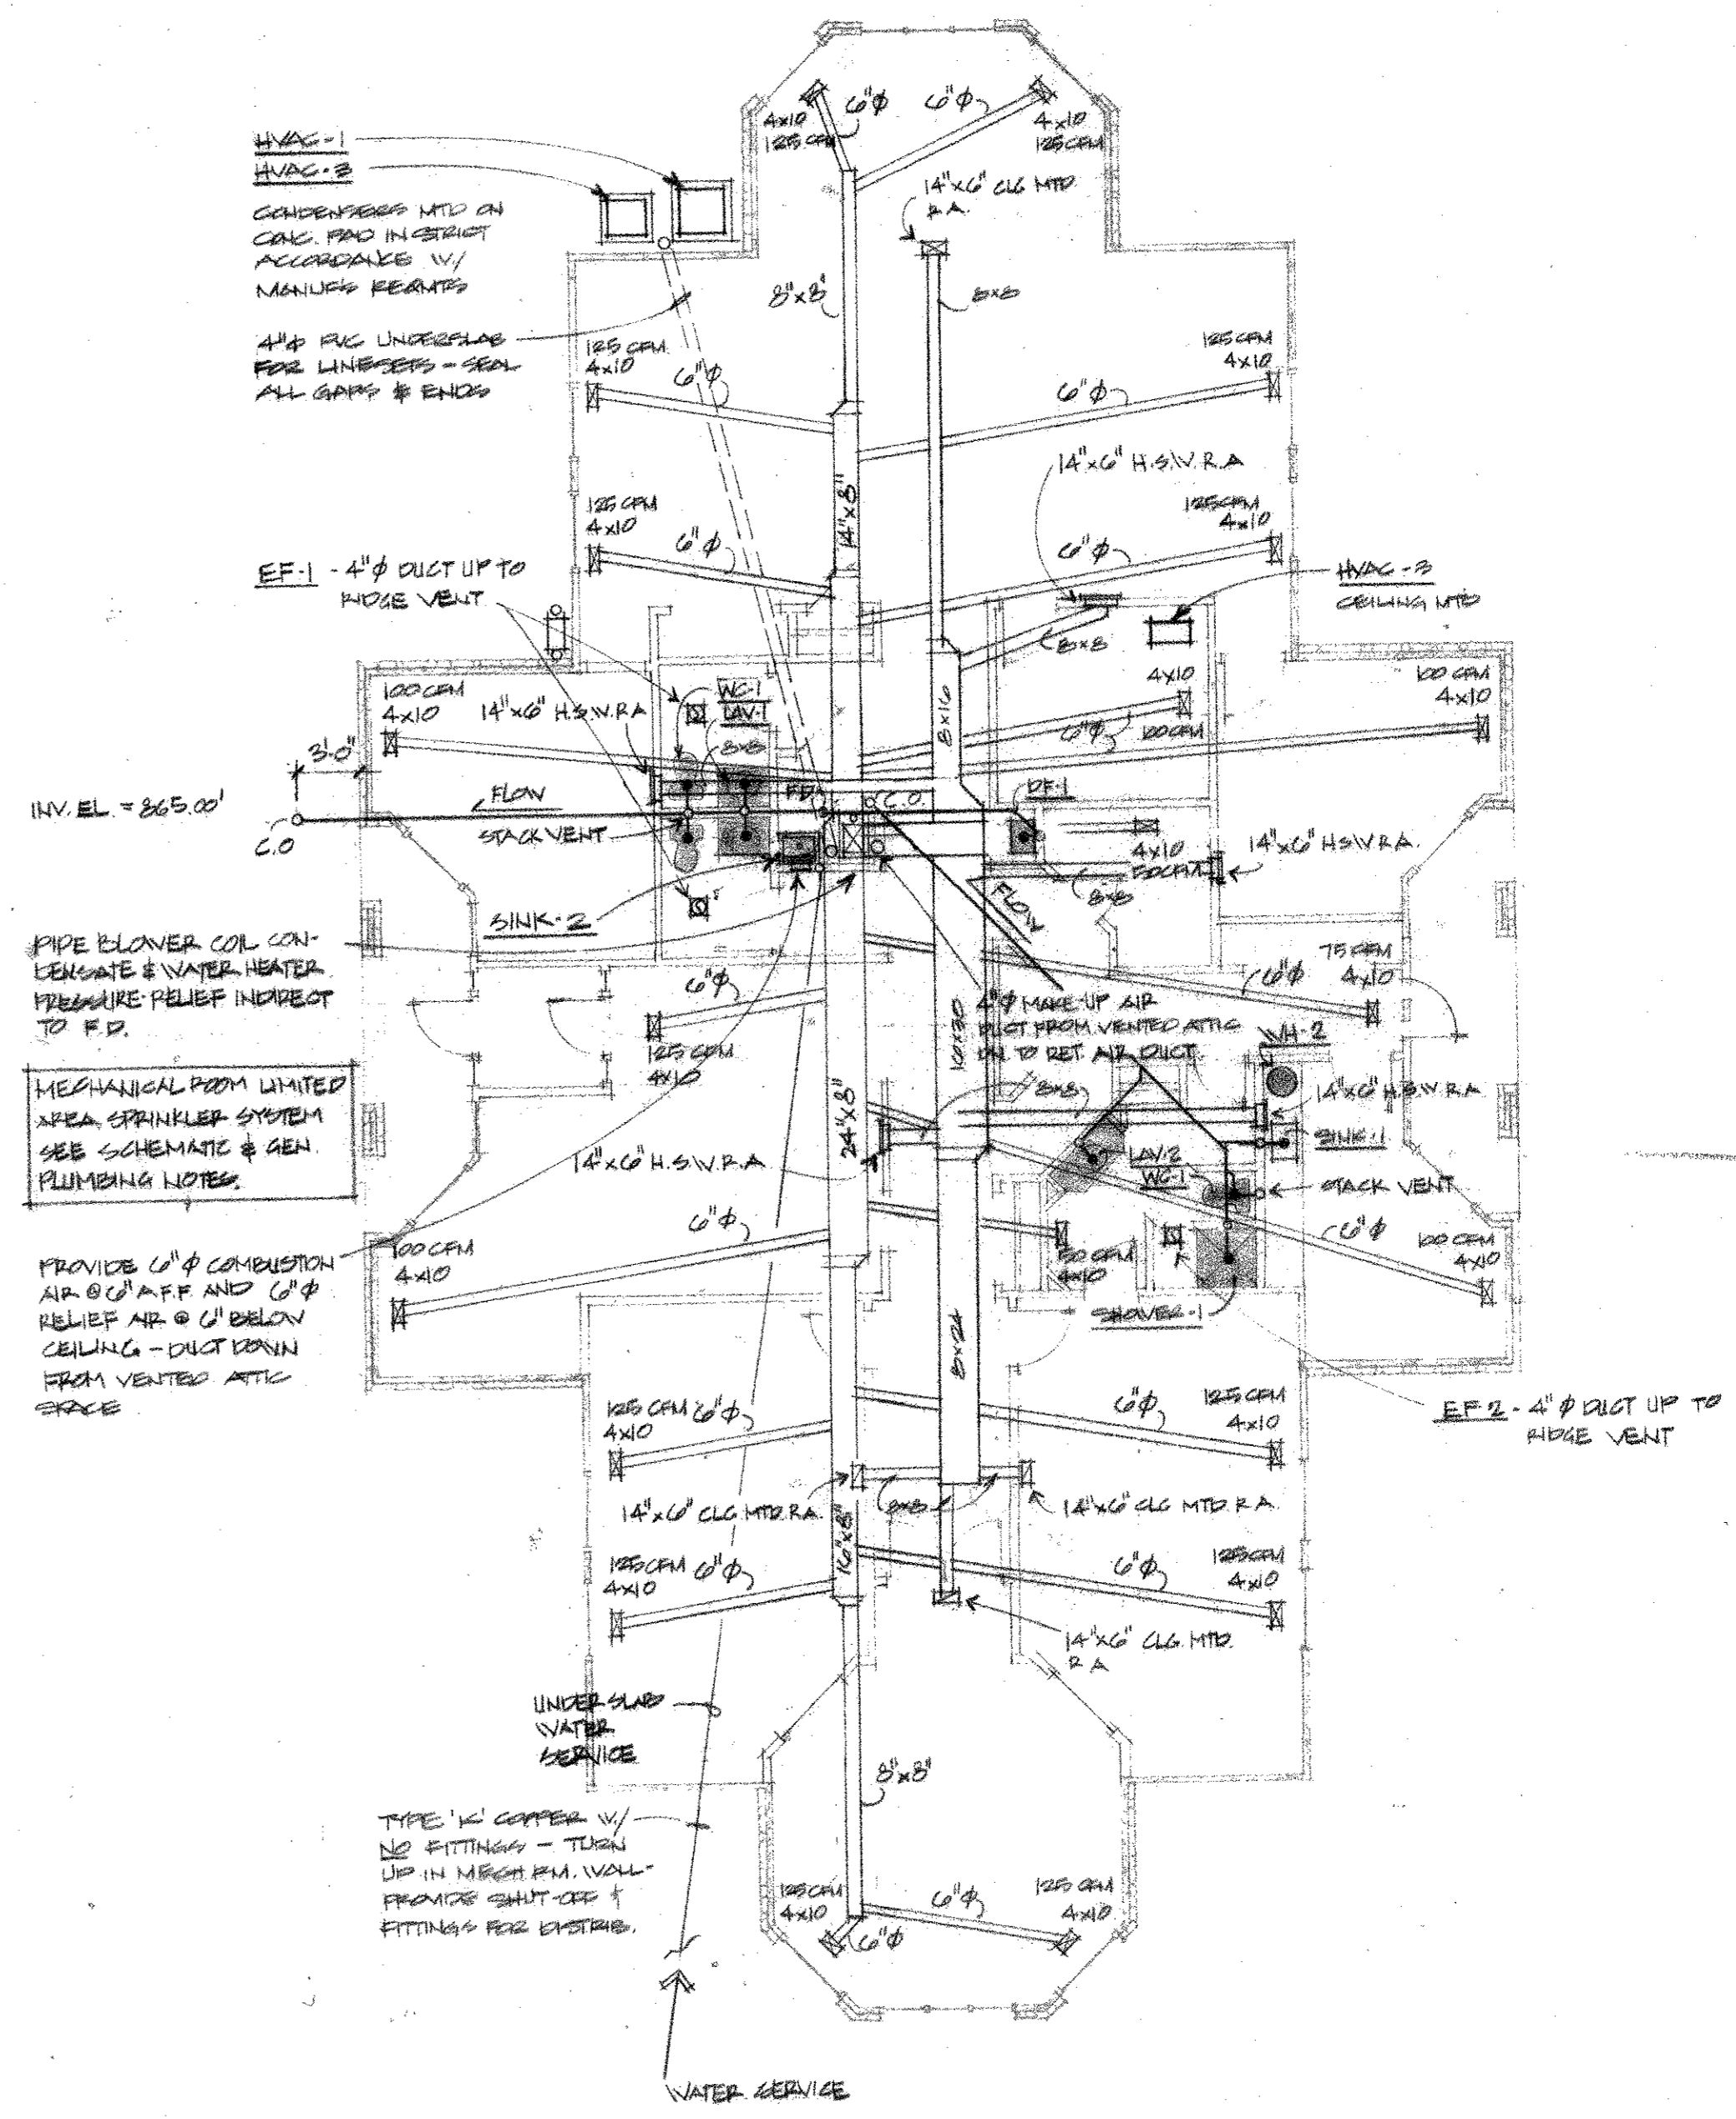 6"φ
6"φ
4x10
125 CFM
4x10
125 CFM
HVAC-1
HVAC-3
14"x6" CLG MTD
R.A.
CONDENSERS MTD ON
CONC. PAD IN STRICT
ACCORDANCE W/
MANUF'S REQMTS
8"x8"
8x8
4"φ PVC UNDERSLAB
FOR LINESETS - SEAL
ALL GAPS & ENDS
125 CFM
4x10
6"φ
125 CFM
4x10
6"φ
14"x6" H.S.W.R.A
14"x8"
125 CFM
4x10
6"φ
125 CFM
4x10
6"φ
EF-1 - 4"φ DUCT UP TO
RIDGE VENT
HVAC-3
CEILING MTD
8x8
100 CFM
4x10
14"x6" H.S.W.R.A
WC-1
LAV-1
8x8
8x16
4x10
6"φ
100 CFM
100 CFM
4x10
3'-0"
INV. EL. = 865.00'
C.O
FLOW
STACK VENT
F.D.
C.O.
DF-1
4x10
50 CFM
14"x6" H.S.W.R.A.
8x8
FLOW
SINK-2
PIPE BLOWER COIL CON-
DENSATE & WATER HEATER
PRESSURE-RELIEF INDIRECT
TO F.D.
6"φ
125 CFM
4x10
6"φ
75 CFM
4x10
16x30
4"φ MAKE-UP AIR
DUCT FROM VENTED ATTIC
DN TO RET. AIR DUCT.
WH-2
MECHANICAL ROOM LIMITED
AREA SPRINKLER SYSTEM
SEE SCHEMATIC & GEN.
PLUMBING NOTES.
24"x8"
8x8
14"x6" H.S.W.R.A
SINK-1
14"x6" H.S.W.R.A
LAV-2
WC-1
STACK VENT
6"φ
6"φ
PROVIDE 6"φ COMBUSTION
AIR @ 6" A.F.F. AND 6"φ
RELIEF AIR @ 6" BELOW
CEILING - DUCT DOWN
FROM VENTED ATTIC
SPACE
100 CFM
4x10
50 CFM
4x10
100 CFM
4x10
SHOWER-1
8x24
125 CFM
4x10
6"φ
6"φ
125 CFM
4x10
EF-2 - 4"φ DUCT UP TO
RIDGE VENT
14"x6" CLG MTD. R.A.
8x8
14"x6" CLG MTD. R.A.
16"x8"
125 CFM
4x10
6"φ
6"φ
125 CFM
4x10
14"x6" CLG. MTD.
R.A
UNDER SLAB
WATER
SERVICE
8"x8"
TYPE 'K' COPPER W/
NO FITTINGS - TURN
UP IN MECH RM. WALL-
PROVIDE SHUT-OFF &
FITTINGS FOR DISTRIB.
125 CFM
4x10
6"φ
6"φ
125 CFM
4x10
WATER SERVICE